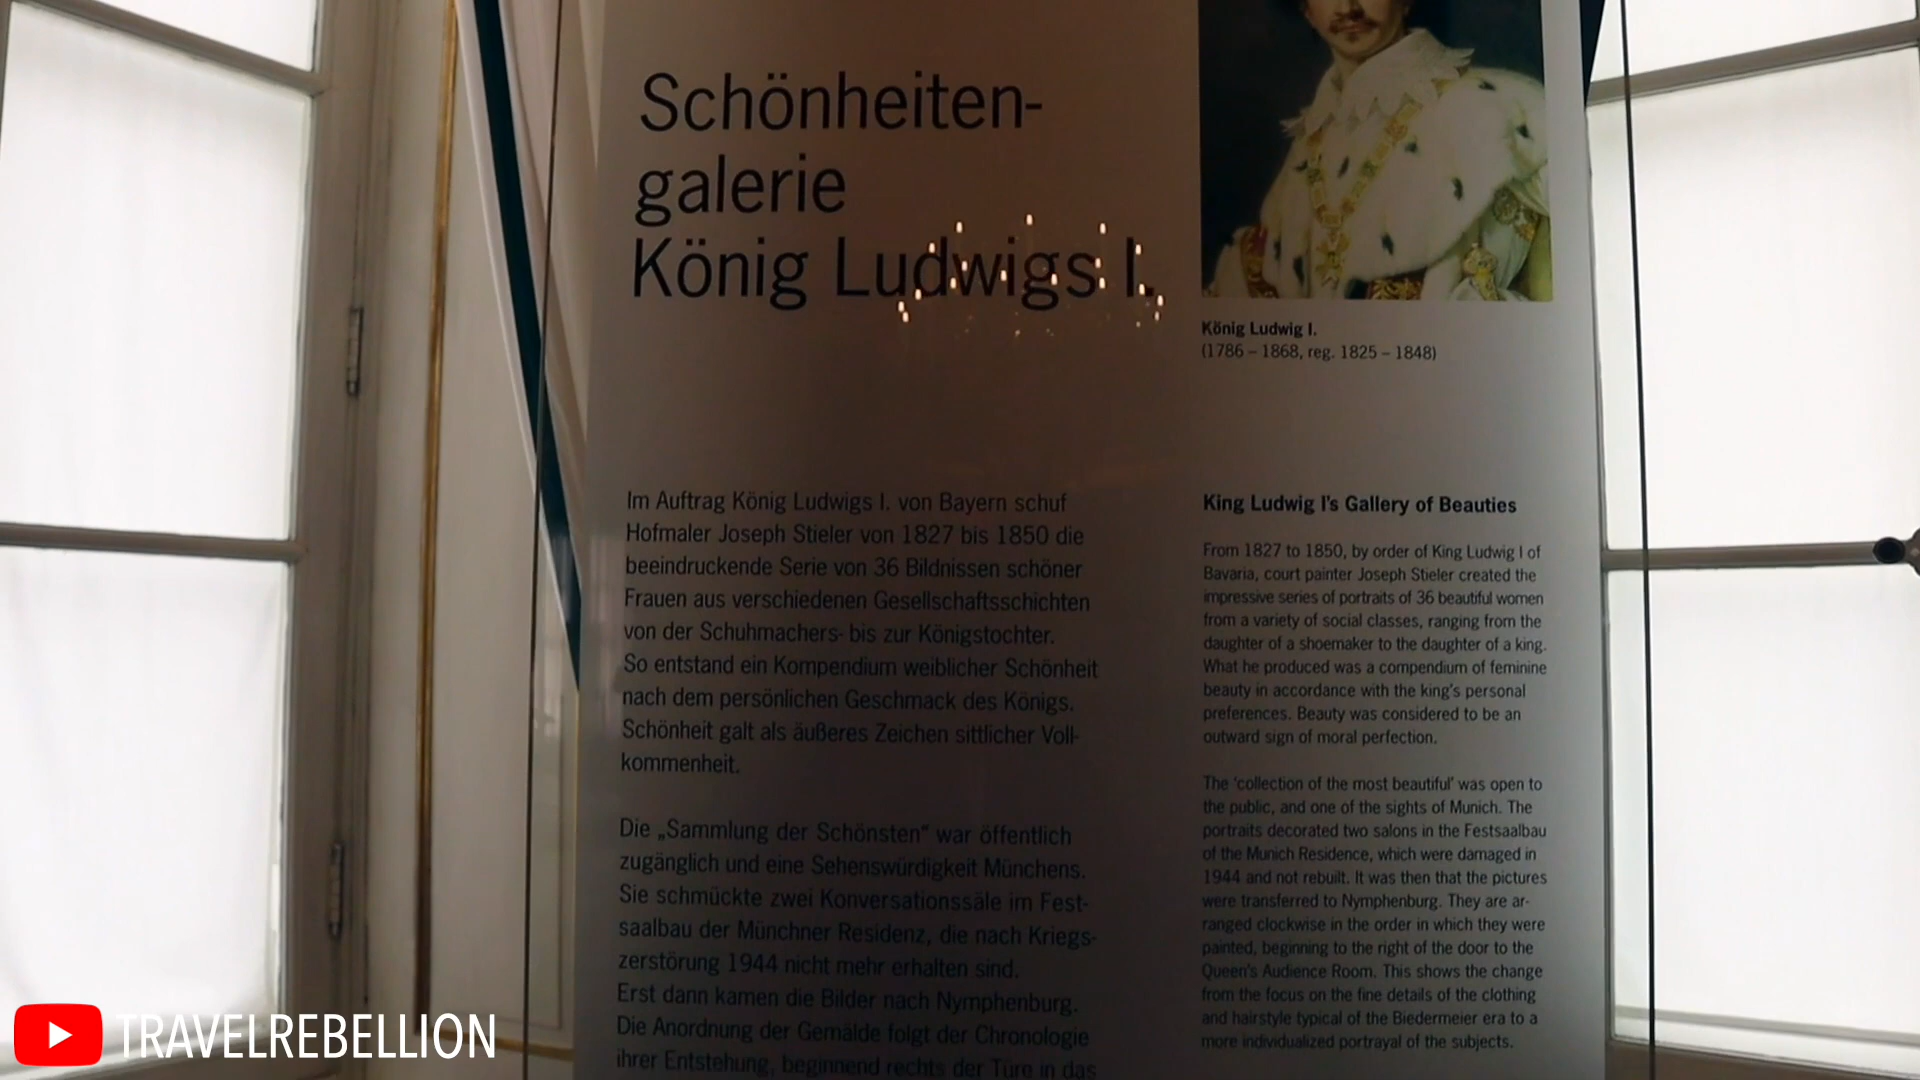 Schönheiten-
galerie
König Ludwigs I.
König Ludwig I.
(1786 – 1868, reg. 1825 – 1848)
Im Auftrag König Ludwigs I. von Bayern schuf
Hofmaler Joseph Stieler von 1827 bis 1850 die
beeindruckende Serie von 36 Bildnissen schöner
Frauen aus verschiedenen Gesellschaftsschichten
von der Schuhmachers- bis zur Königstochter.
So entstand ein Kompendium weiblicher Schönheit
nach dem persönlichen Geschmack des Königs.
Schönheit galt als äußeres Zeichen sittlicher Voll-
kommenheit.
Die „Sammlung der Schönsten“ war öffentlich
zugänglich und eine Sehenswürdigkeit Münchens.
Sie schmückte zwei Konversationssäle im Fest-
saalbau der Münchner Residenz, die nach Kriegs-
zerstörung 1944 nicht mehr erhalten sind.
Erst dann kamen die Bilder nach Nymphenburg.
Die Anordnung der Gemälde folgt der Chronologie
ihrer Entstehung, beginnend rechts der Türe in das
King Ludwig I's Gallery of Beauties
From 1827 to 1850, by order of King Ludwig I of
Bavaria, court painter Joseph Stieler created the
impressive series of portraits of 36 beautiful women
from a variety of social classes, ranging from the
daughter of a shoemaker to the daughter of a king.
What he produced was a compendium of feminine
beauty in accordance with the king's personal
preferences. Beauty was considered to be an
outward sign of moral perfection.
The 'collection of the most beautiful' was open to
the public, and one of the sights of Munich. The
portraits decorated two salons in the Festsaalbau
of the Munich Residence, which were damaged in
1944 and not rebuilt. It was then that the pictures
were transferred to Nymphenburg. They are ar-
ranged clockwise in the order in which they were
painted, beginning to the right of the door to the
Queen's Audience Room. This shows the change
from the focus on the fine details of the clothing
and hairstyle typical of the Biedermeier era to a
more individualized portrayal of the subjects.
TRAVELREBELLION